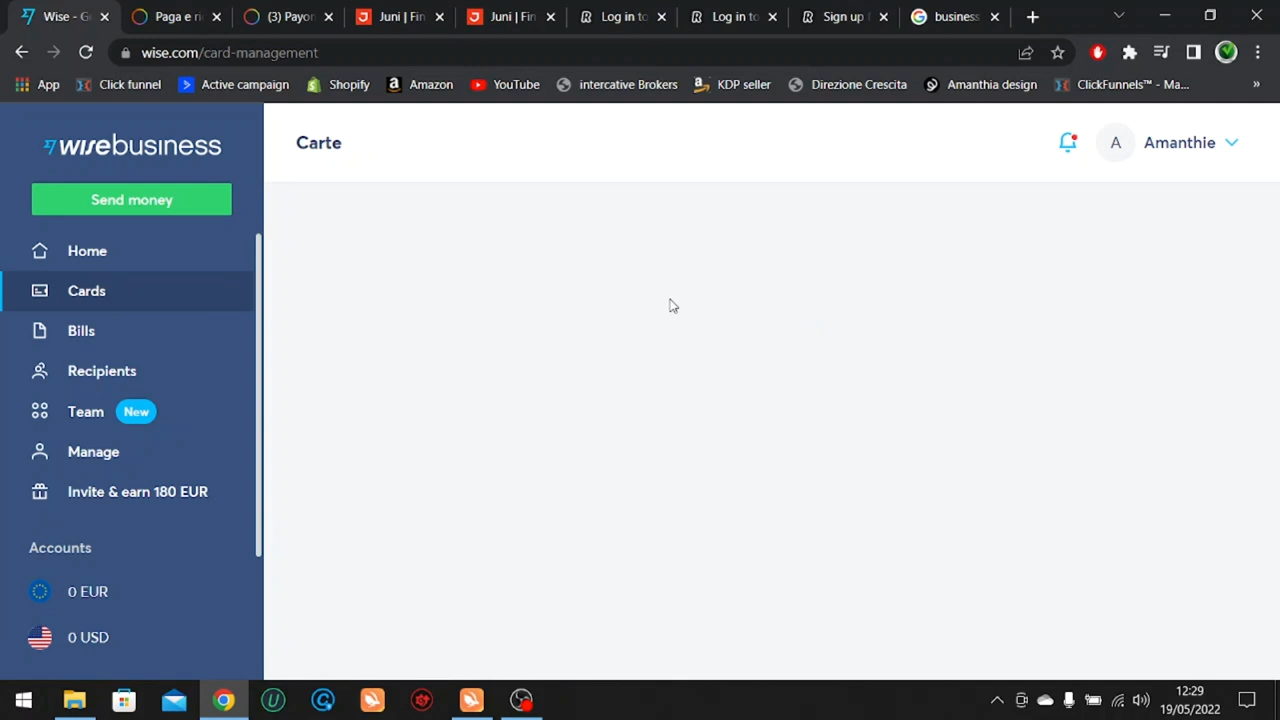 Wise - G
Paga e ri
(3) Payon
Juni | Fin
Juni | Fin
Log in to
Log in to
Sign up
business
wise.com/card-management
App
Click funnel
Active campaign
Shopify
Amazon
YouTube
intercative Brokers
KDP seller
Direzione Crescita
Amanthia design
ClickFunnels™ - Ma...
wisebusiness
Carte
A
Amanthie
Send money
Home
Cards
Bills
Recipients
Team New
Manage
Invite & earn 180 EUR
Accounts
0 EUR
0 USD
12:29
19/05/2022